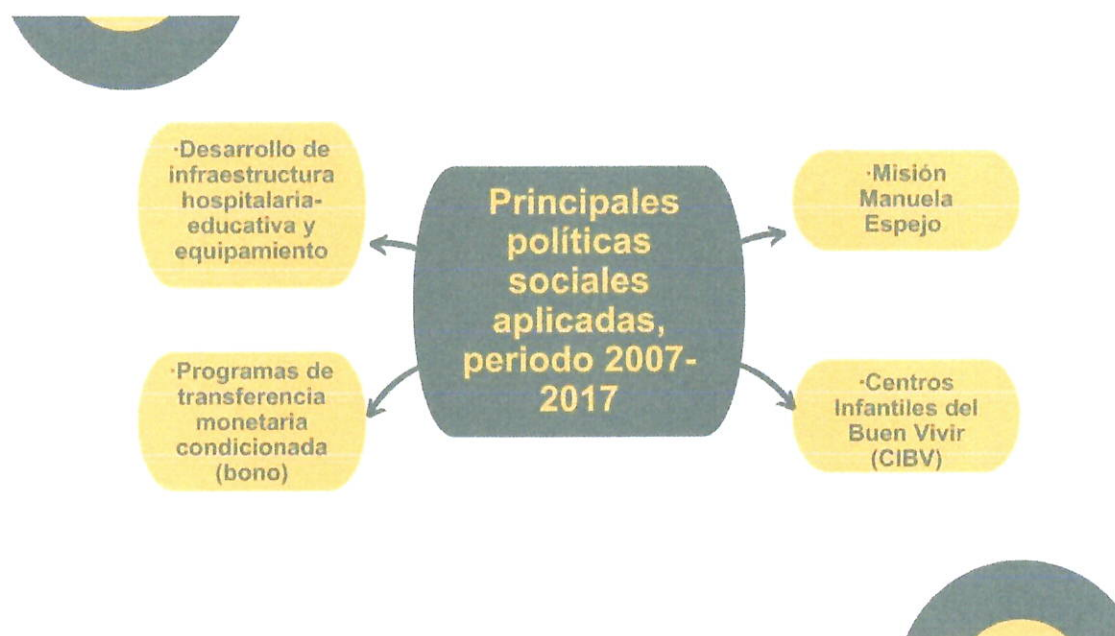 ·Desarrollo de
infraestructura
hospitalaria-
educativa y
equipamiento
Principales
políticas
sociales
aplicadas,
periodo 2007-
2017
·Misión
Manuela
Espejo
·Programas de
transferencia
monetaria
condicionada
(bono)
·Centros
Infantiles del
Buen Vivir
(CIBV)